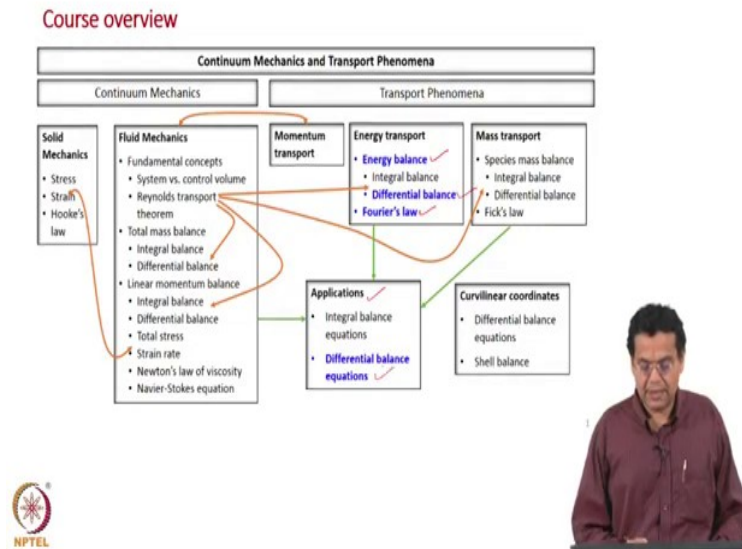 Course overview
Continuum Mechanics and Transport Phenomena
Continuum Mechanics
Transport Phenomena
Solid
Mechanics
• Stress
• Strain
• Hooke's
law
Fluid Mechanics
• Fundamental concepts
• System vs. control volume
• Reynolds transport
theorem
• Total mass balance
• Integral balance
• Differential balance
• Linear momentum balance
• Integral balance
• Differential balance
• Total stress
• Strain rate
• Newton's law of viscosity
• Navier-Stokes equation
Momentum
transport
Energy transport
• Energy balance
• Integral balance
• Differential balance
• Fourier's law
Mass transport
• Species mass balance
• Integral balance
• Differential balance
• Fick's law
Applications
• Integral balance
equations
• Differential balance
equations
Curvilinear coordinates
• Differential balance
equations
• Shell balance
NPTEL